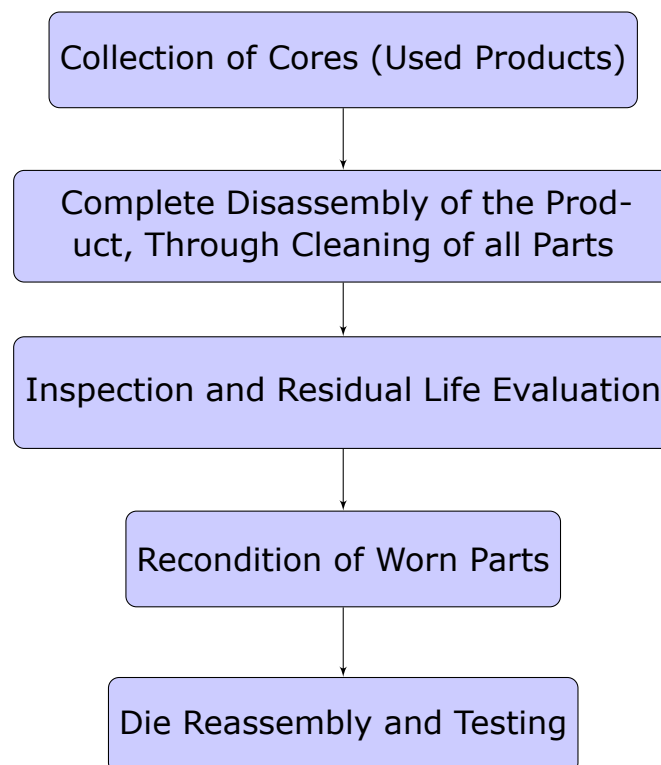 Collection of Cores (Used Products)
Complete Disassembly of the Prod-
uct, Through Cleaning of all Parts
Inspection and Residual Life Evaluation
Recondition of Worn Parts
Die Reassembly and Testing